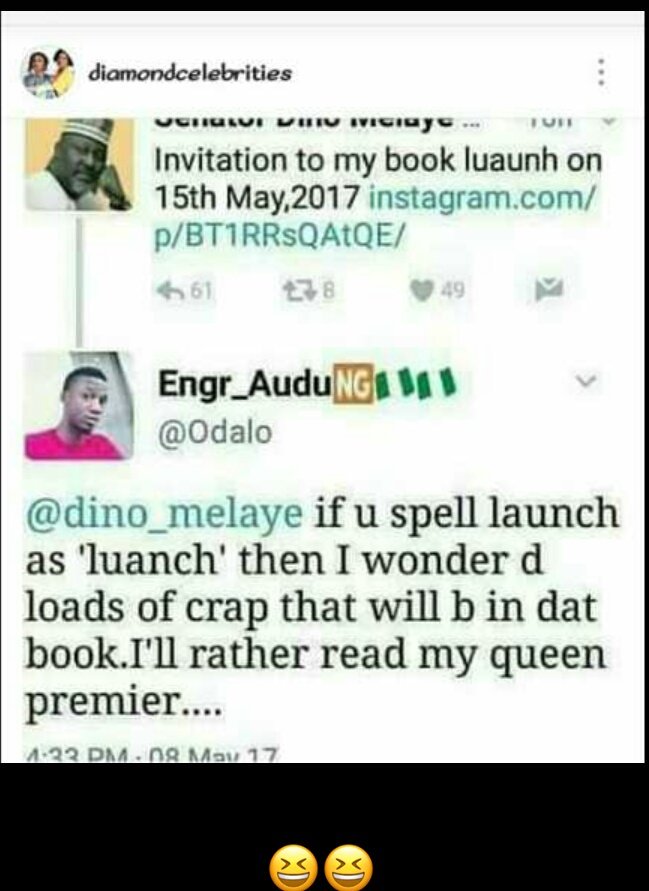 diamondcelebrities
Senator Dino Melaye ... 10h
Invitation to my book luaunh on
15th May,2017 instagram.com/
p/BT1RRsQAtQE/
61 8 49
Engr_Audu NG
@Odalo
@dino_melaye if u spell launch
as 'luanch' then I wonder d
loads of crap that will b in dat
book.I'll rather read my queen
premier....
4:33 PM · 08 May 17